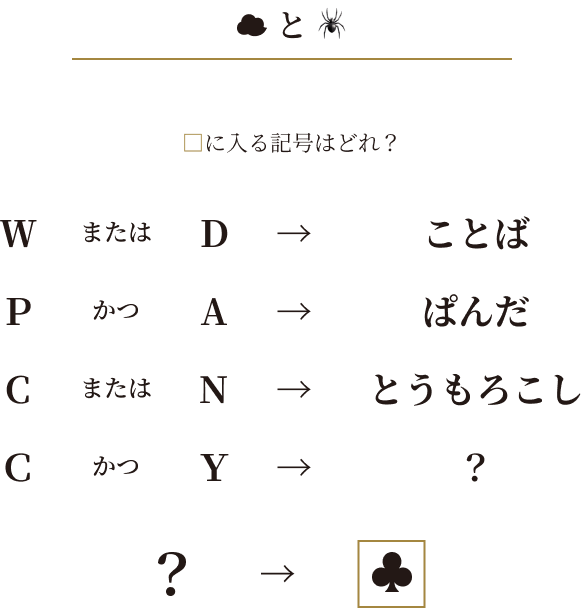 ☁と🕷
□に入る記号はどれ？
W または D → ことば
P かつ A → ぱんだ
C または N → とうもろこし
C かつ Y → ？
？ → ♣